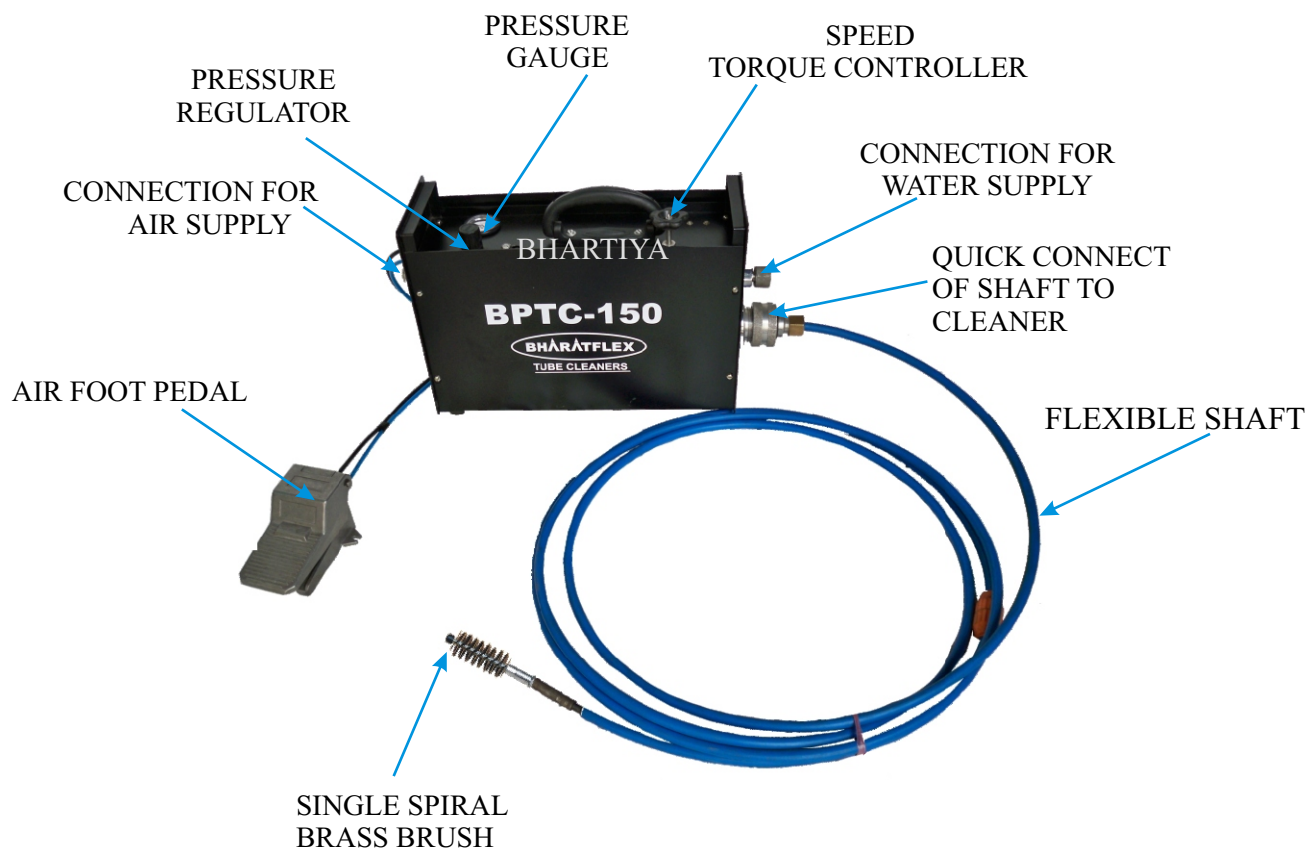 PRESSURE
GAUGE
SPEED
TORQUE CONTROLLER
PRESSURE
REGULATOR
CONNECTION FOR
WATER SUPPLY
CONNECTION FOR
AIR SUPPLY
BHARTIYA
QUICK CONNECT
OF SHAFT TO
CLEANER
BPTC-150
BHARATFLEX
TUBE CLEANERS
AIR FOOT PEDAL
FLEXIBLE SHAFT
SINGLE SPIRAL
BRASS BRUSH